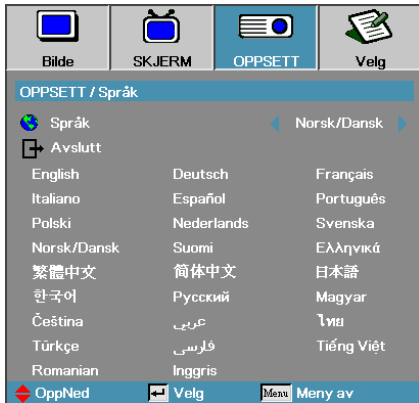 Bilde SKJERM OPPSETT Velg
OPPSETT / Språk
Språk Norsk/Dansk
Avslutt
English Deutsch Français
Italiano Español Português
Polski Nederlands Svenska
Norsk/Dansk Suomi Ελληνικά
繁體中文 简体中文 日本語
한국어 Русский Magyar
Čeština عربي ไทย
Türkçe فارسی Tiếng Việt
Romanian Inggris
OppNed Velg Menu Meny av